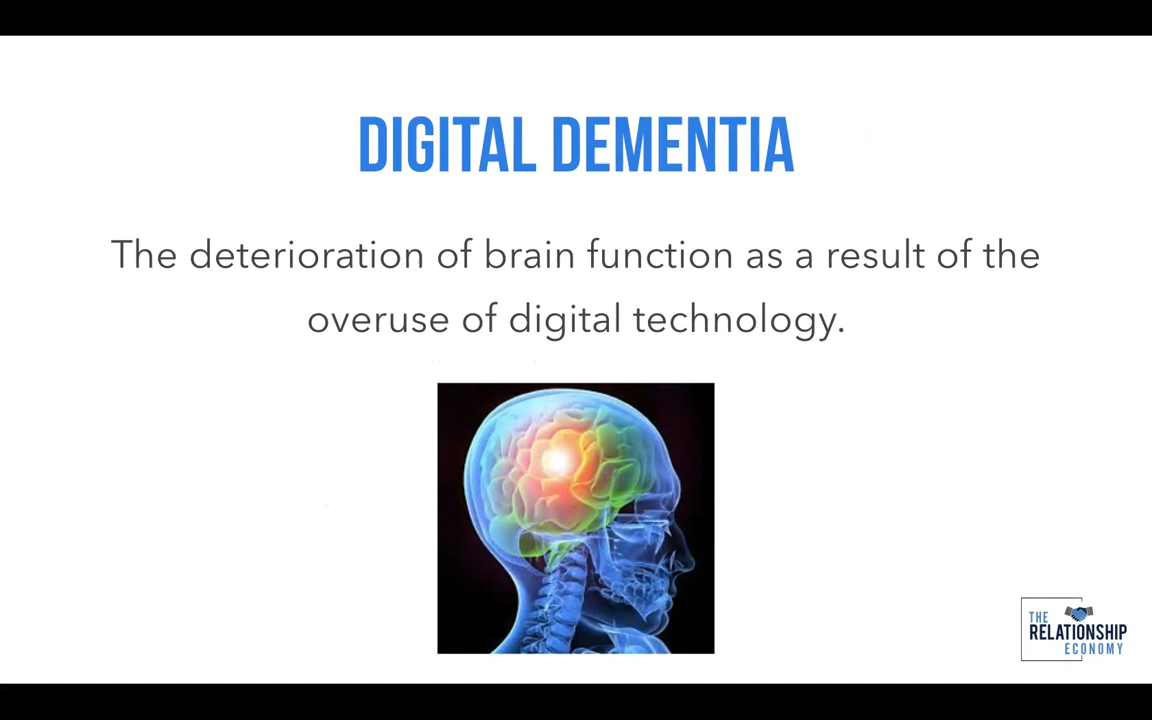 DIGITAL DEMENTIA
The deterioration of brain function as a result of the
overuse of digital technology.
THE
RELATIONSHIP
ECONOMY